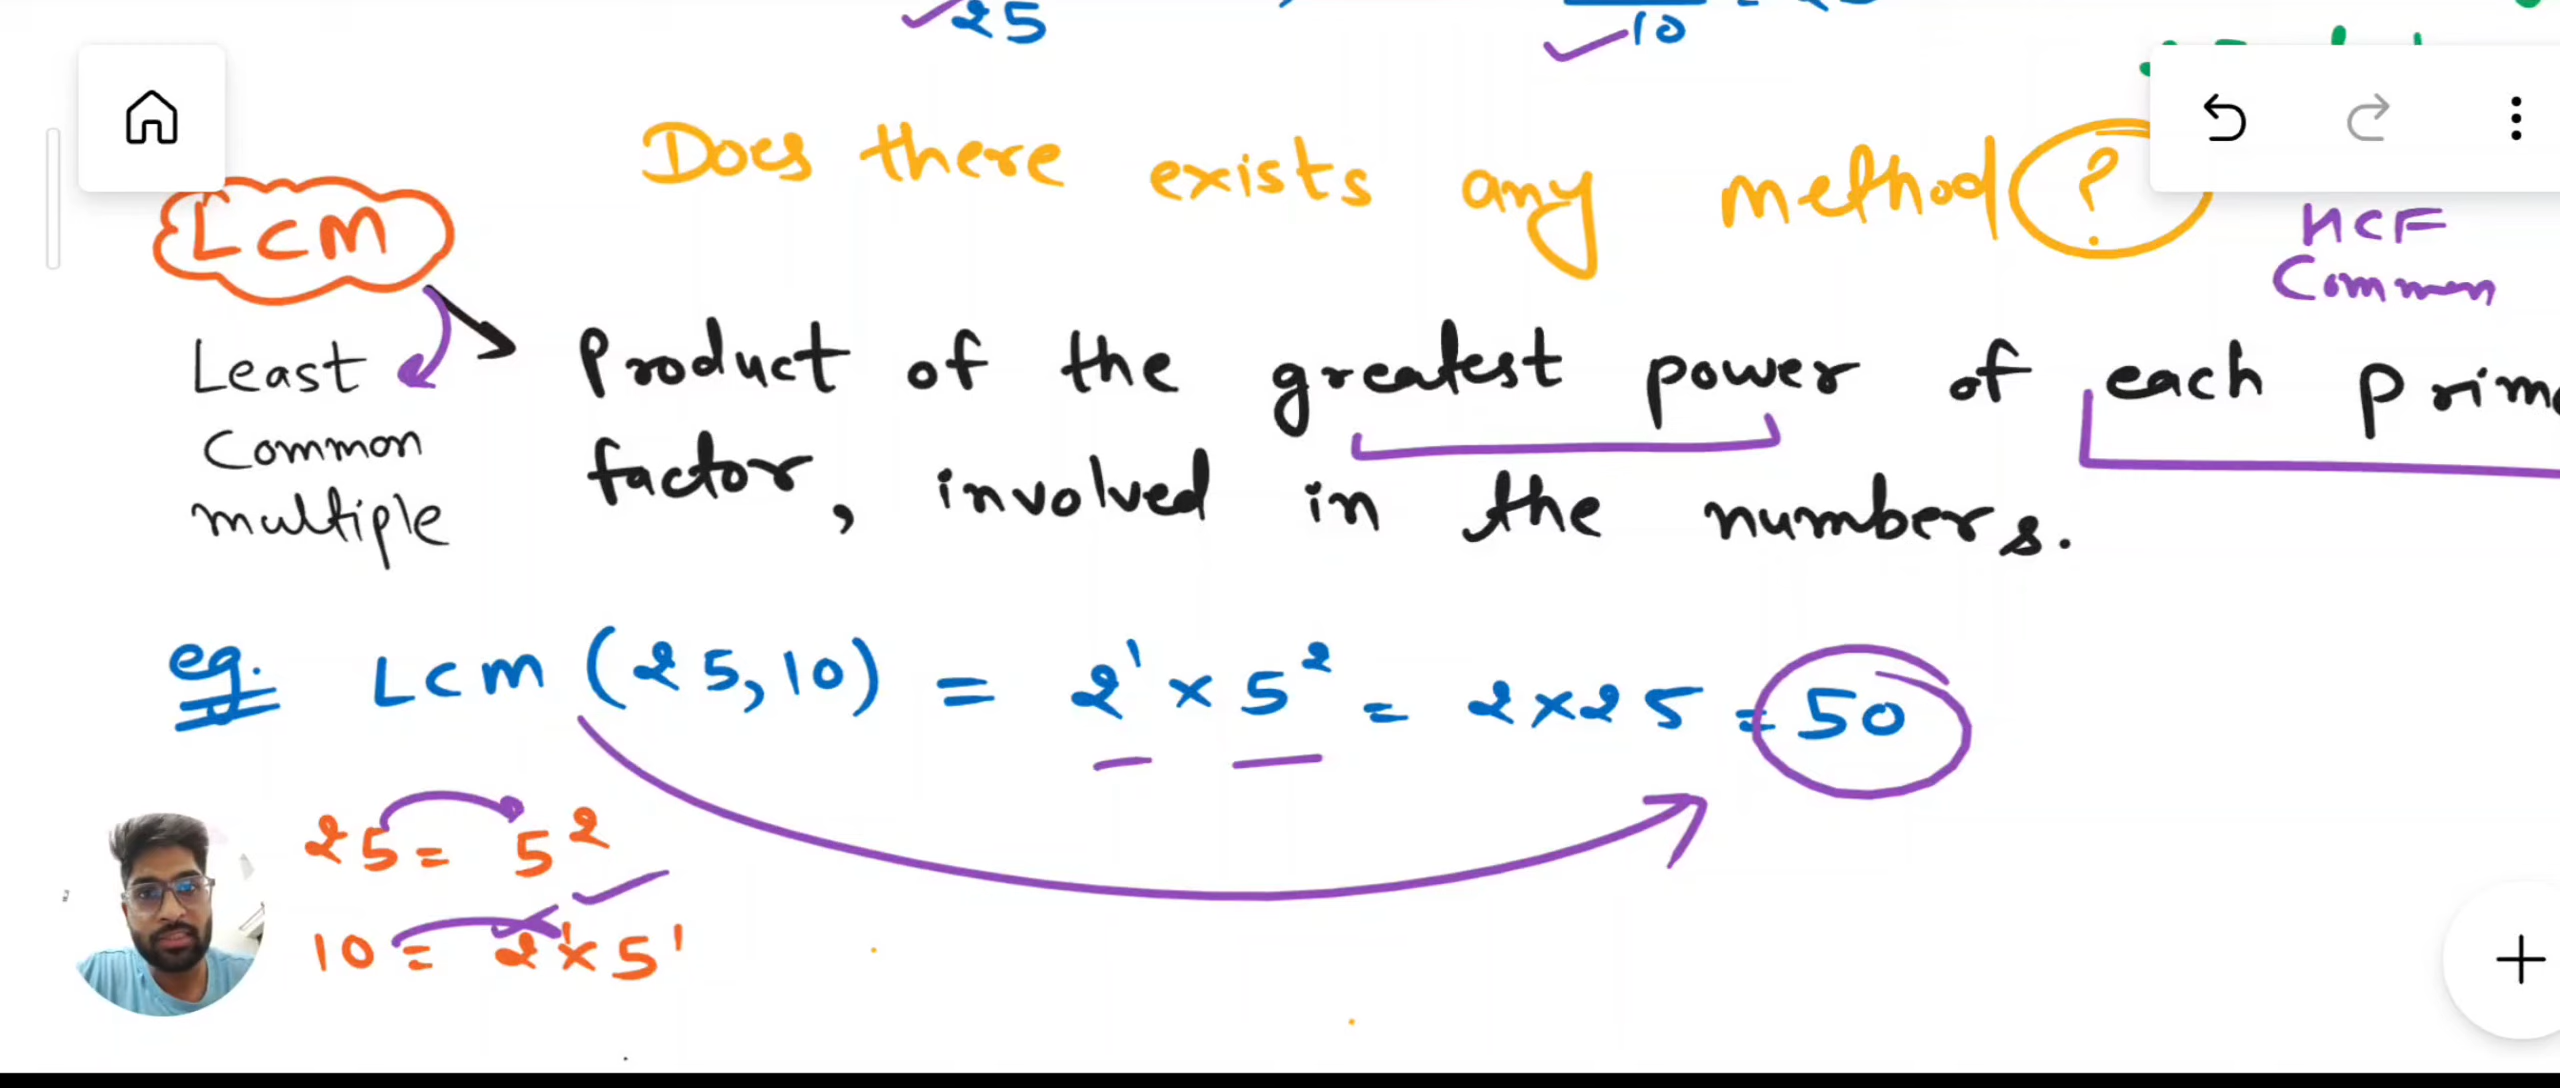 25
10
Does there exists any method ?
LCM
HCF
Common
Least
Common
multiple
Product of the greatest power of each prime
factor, involved in the numbers.
eg. LCM (25,10) = 2¹ × 5² = 2×25 = 50
25 = 5²
10 = 2¹ × 5¹